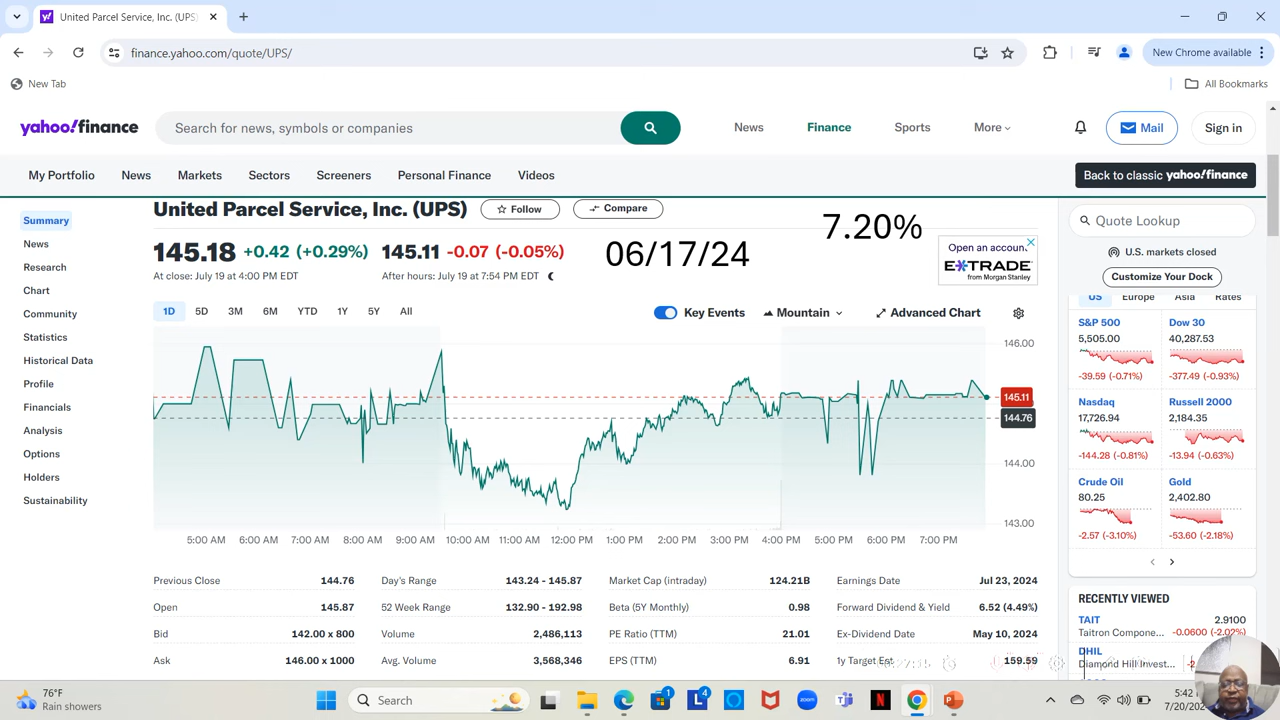 United Parcel Service, Inc. (UPS)
finance.yahoo.com/quote/UPS/
New Chrome available
New Tab
All Bookmarks
yahoo!finance
Search for news, symbols or companies
News
Finance
Sports
More
Mail
Sign in
My Portfolio
News
Markets
Sectors
Screeners
Personal Finance
Videos
Back to classic yahoo!finance
Summary
News
Research
Chart
Community
Statistics
Historical Data
Profile
Financials
Analysis
Options
Holders
Sustainability
United Parcel Service, Inc. (UPS)
Follow
Compare
7.20%
145.18 +0.42 (+0.29%)
At close: July 19 at 4:00 PM EDT
145.11 -0.07 (-0.05%)
After hours: July 19 at 7:54 PM EDT
06/17/24
Open an account
E*TRADE
from Morgan Stanley
1D 5D 3M 6M YTD 1Y 5Y All
Key Events
Mountain
Advanced Chart
146.00
145.11
144.76
144.00
143.00
5:00 AM 6:00 AM 7:00 AM 8:00 AM 9:00 AM 10:00 AM 11:00 AM 12:00 PM 1:00 PM 2:00 PM 3:00 PM 4:00 PM 5:00 PM 6:00 PM 7:00 PM
Previous Close 144.76 Day's Range 143.24 - 145.87 Market Cap (intraday) 124.21B Earnings Date Jul 23, 2024
Open 145.87 52 Week Range 132.90 - 192.98 Beta (5Y Monthly) 0.98 Forward Dividend & Yield 6.52 (4.49%)
Bid 142.00 x 800 Volume 2,486,113 PE Ratio (TTM) 21.01 Ex-Dividend Date May 10, 2024
Ask 146.00 x 1000 Avg. Volume 3,568,346 EPS (TTM) 6.91 1y Target Est 159.59
Quote Lookup
U.S. markets closed
Customize Your Dock
US Europe Asia Rates
S&P 500
5,505.00
-39.59 (-0.71%)
Dow 30
40,287.53
-377.49 (-0.93%)
Nasdaq
17,726.94
-144.28 (-0.81%)
Russell 2000
2,184.35
-13.94 (-0.63%)
Crude Oil
80.25
-2.57 (-3.10%)
Gold
2,402.80
-53.60 (-2.18%)
RECENTLY VIEWED
TAIT 2.9100
Taitron Compone... -0.0600 (-2.02%)
DHIL
Diamond Hill Invest...
76°F
Rain showers
Search
5:42